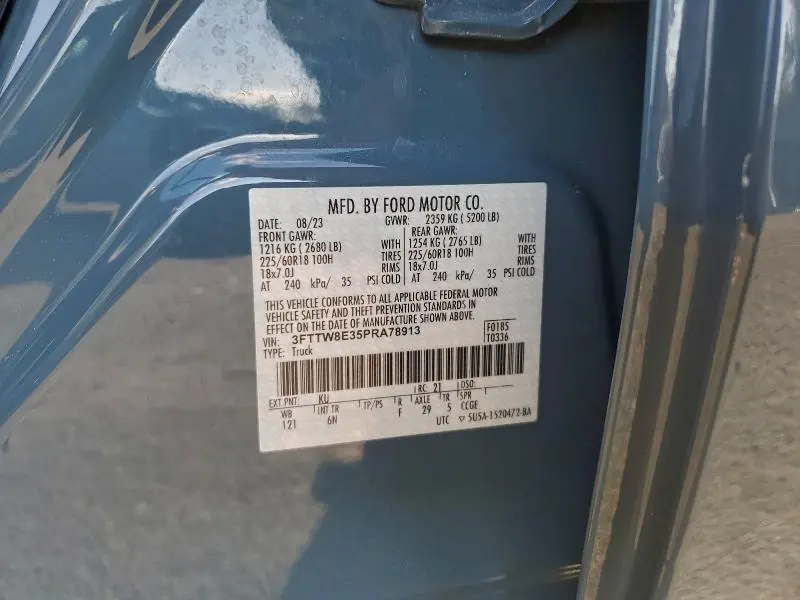 MFD. BY FORD MOTOR CO.
DATE: 08/23 GVWR: 2359 KG ( 5200 LB)
FRONT GAWR: REAR GAWR:
1216 KG ( 2680 LB) WITH 1254 KG ( 2765 LB) WITH
225/60R18 100H TIRES 225/60R18 100H TIRES
18x7.0J RIMS 18x7.0J RIMS
AT 240 kPa/ 35 PSI COLD AT 240 kPa/ 35 PSI COLD
THIS VEHICLE CONFORMS TO ALL APPLICABLE FEDERAL MOTOR
VEHICLE SAFETY AND THEFT PREVENTION STANDARDS IN
EFFECT ON THE DATE OF MANUFACTURE SHOWN ABOVE.
VIN: 3FTTW8E35PRA78913 F0185
TYPE: Truck T0336
EXT PNT: KU RC: 21 DSO:
WB INT TR TP/PS R AXLE TR SPR
121 6N F 29 5 CCGE
UTC ▽ 5U5A-1520472-BA